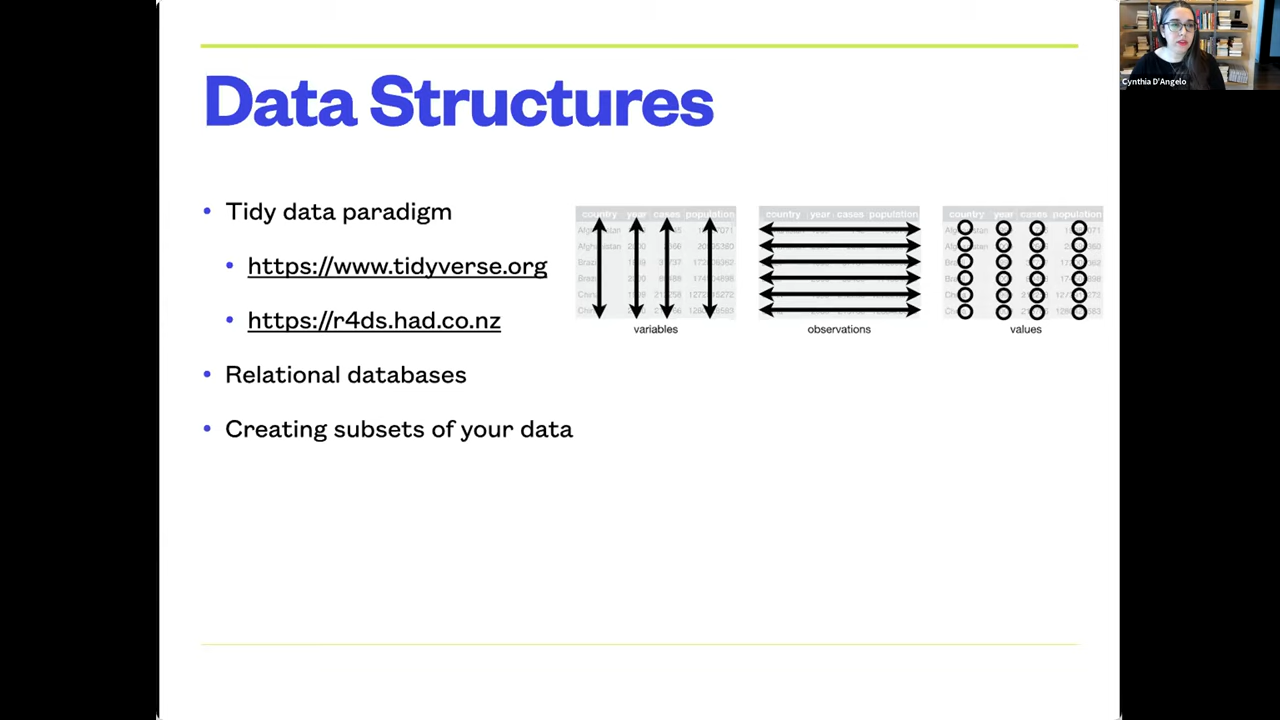 Cynthia D'Angelo
Data Structures
• Tidy data paradigm
• https://www.tidyverse.org
• https://r4ds.had.co.nz
• Relational databases
• Creating subsets of your data
country year cases population
variables
country year cases population
observations
country year cases population
values